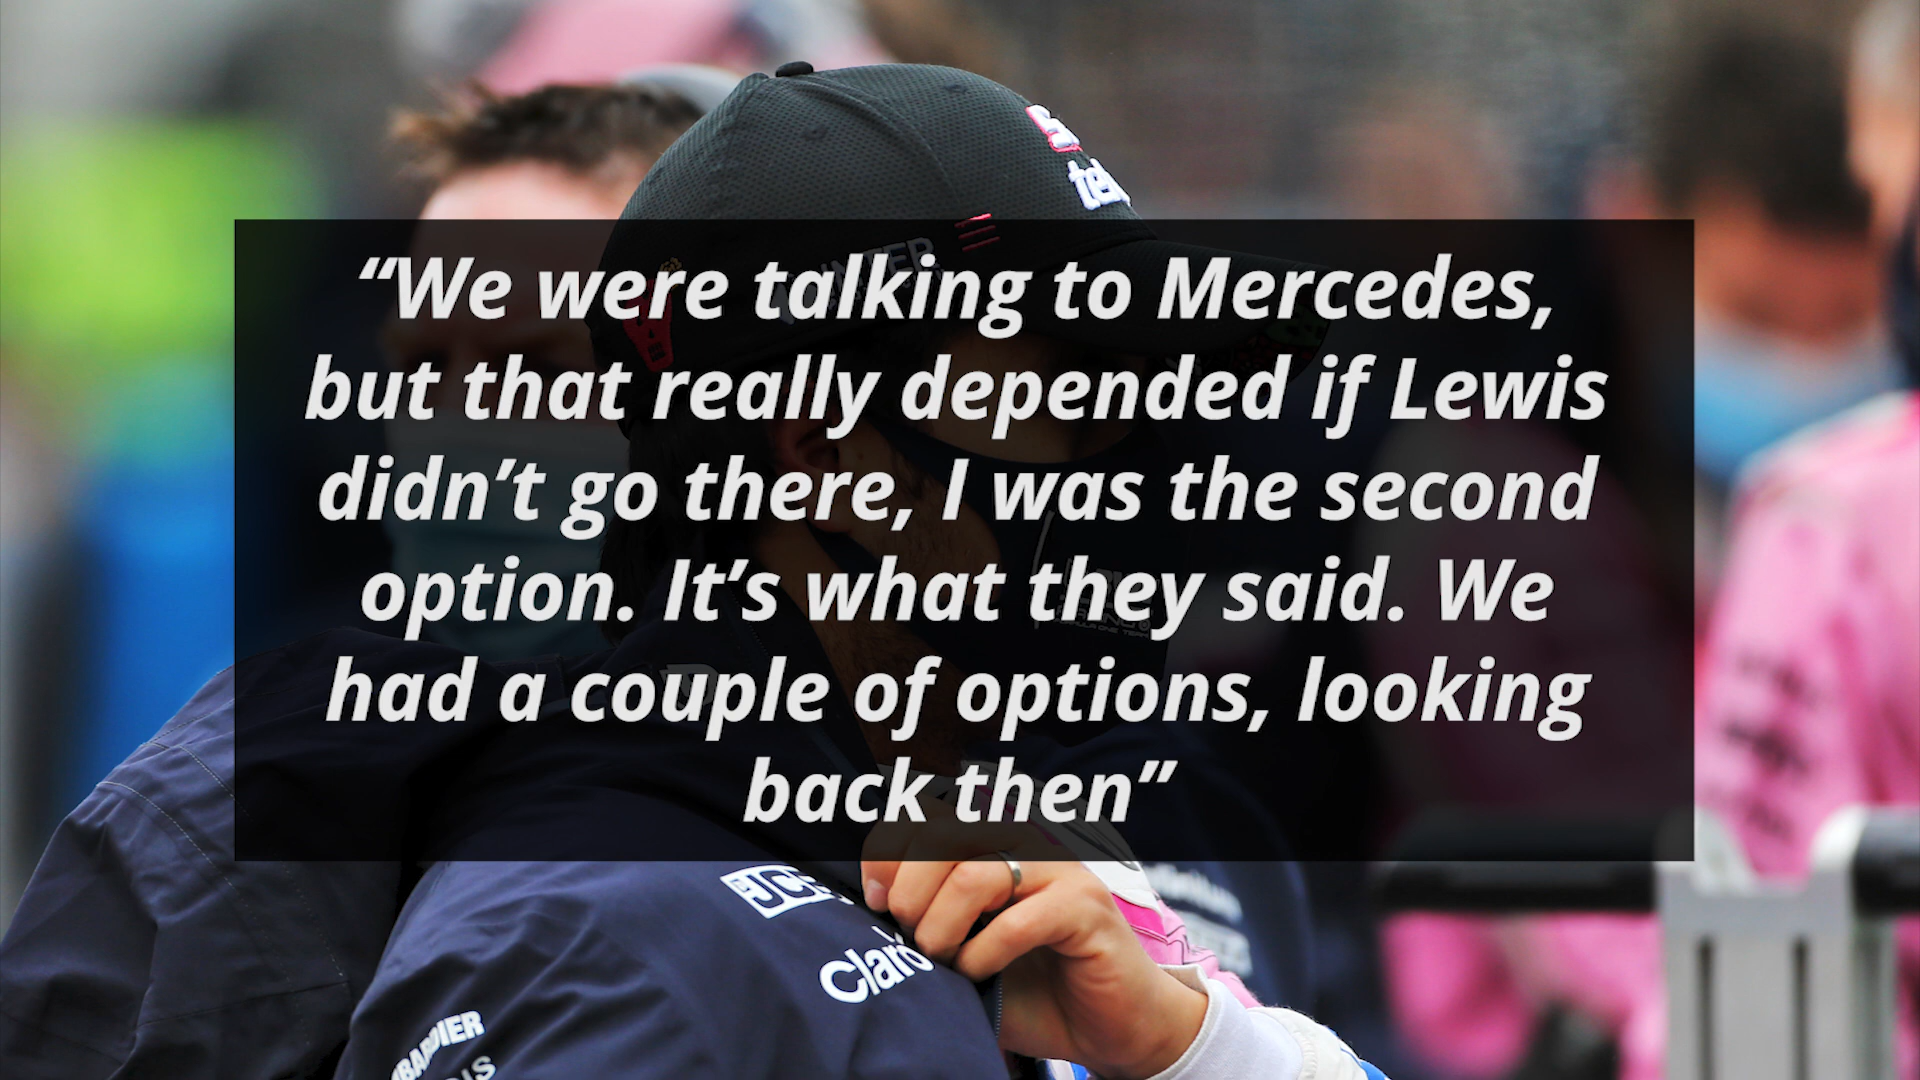 “We were talking to Mercedes,
but that really depended if Lewis
didn’t go there, I was the second
option. It’s what they said. We
had a couple of options, looking
back then”
JCB
Claro